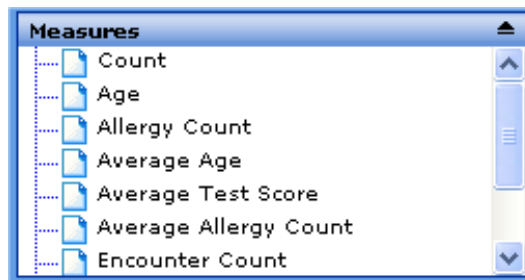 Measures
Count
Age
Allergy Count
Average Age
Average Test Score
Average Allergy Count
Encounter Count